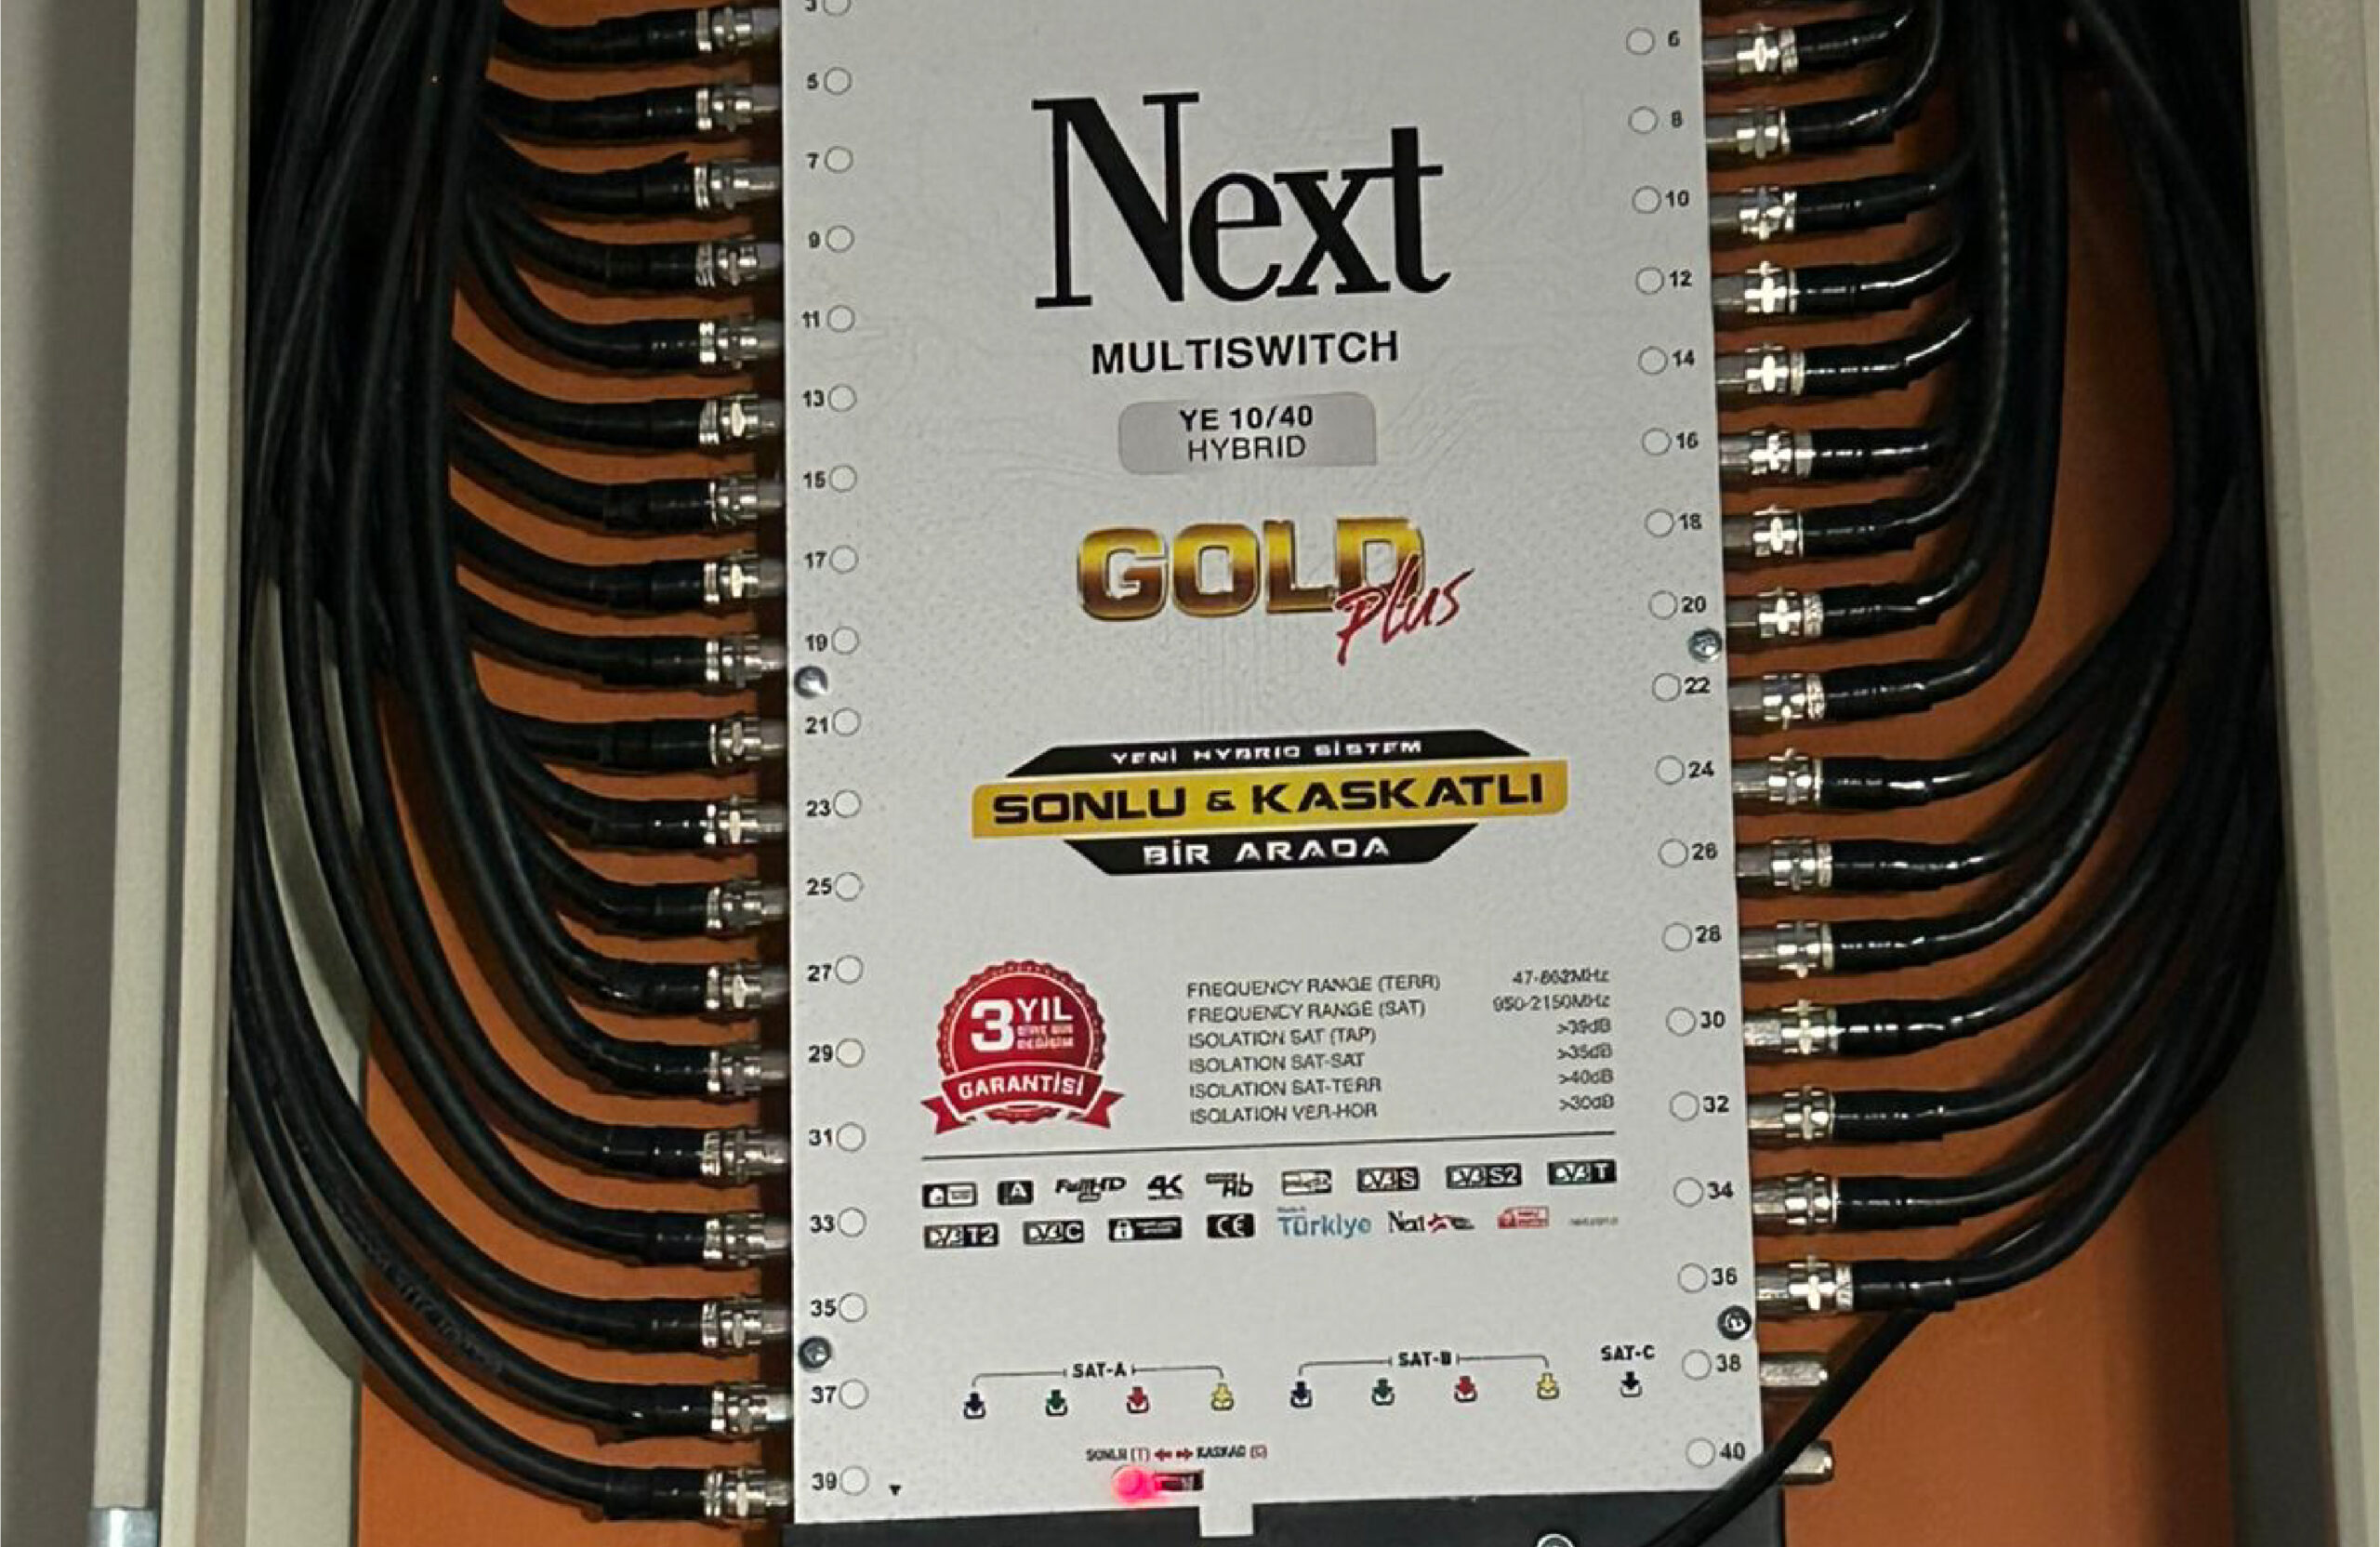 5
7
9
11
13
15
17
19
21
23
25
27
29
31
33
35
37
39
Next
MULTISWITCH
YE 10/40
HYBRID
GOLD
Plus
YENİ HYBRID SİSTEM
SONLU & KASKATLI
BİR ARADA
3 YIL
GARANTİSİ
FREQUENCY RANGE (TERR) 47-862MHz
FREQUENCY RANGE (SAT) 950-2150MHz
ISOLATION SAT (TAP) >39dB
ISOLATION SAT-SAT >35dB
ISOLATION SAT-TERR >40dB
ISOLATION VER-HOR >30dB
FullHD 4K DVB S DVB S2 DVB T
DVB T2 DVB C CE Türkiye
SAT-A SAT-B SAT-C
SONLU (T) KASKAD (C)
6
8
10
12
14
16
18
20
22
24
26
28
30
32
34
36
38
40